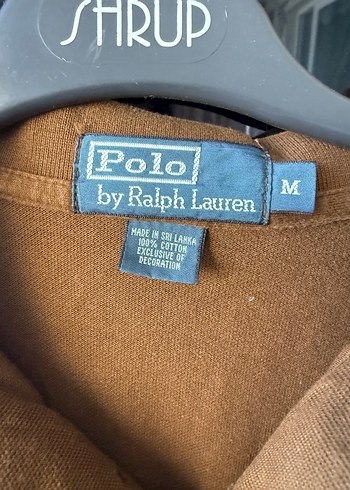 SHRUP
Polo
by Ralph Lauren
M
MADE IN SRI LANKA
100% COTTON
EXCLUSIVE OF
DECORATION